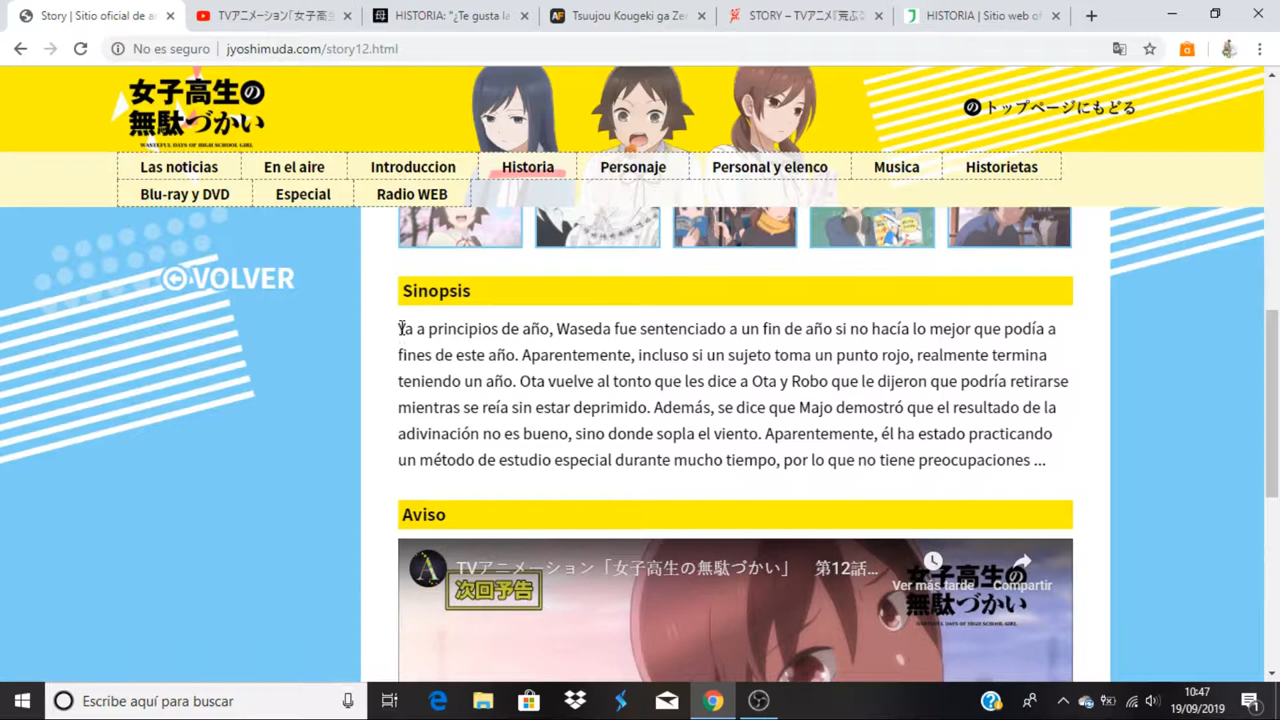 Story | Sitio oficial de ar
TVアニメーション「女子高生
HISTORIA: "¿Te gusta la
Tsuujou Kougeki ga Ze
STORY – TVアニメ『荒ぶる
HISTORIA | Sitio web of
No es seguro | jyoshimuda.com/story12.html
女子高生の
無駄づかい
WASTEFUL DAYS OF HIGH SCHOOL GIRL
のトップページにもどる
Las noticias
En el aire
Introduccion
Historia
Personaje
Personal y elenco
Musica
Historietas
Blu-ray y DVD
Especial
Radio WEB
VOLVER
Sinopsis
Ya a principios de año, Waseda fue sentenciado a un fin de año si no hacía lo mejor que podía a
fines de este año. Aparentemente, incluso si un sujeto toma un punto rojo, realmente termina
teniendo un año. Ota vuelve al tonto que les dice a Ota y Robo que le dijeron que podría retirarse
mientras se reía sin estar deprimido. Además, se dice que Majo demostró que el resultado de la
adivinación no es bueno, sino donde sopla el viento. Aparentemente, él ha estado practicando
un método de estudio especial durante mucho tiempo, por lo que no tiene preocupaciones ...
Aviso
TVアニメーション「女子高生の無駄づかい」 第12話...
次回予告
Ver más tarde
Compartir
女子高生の
無駄づかい
Escribe aquí para buscar
10:47
19/09/2019